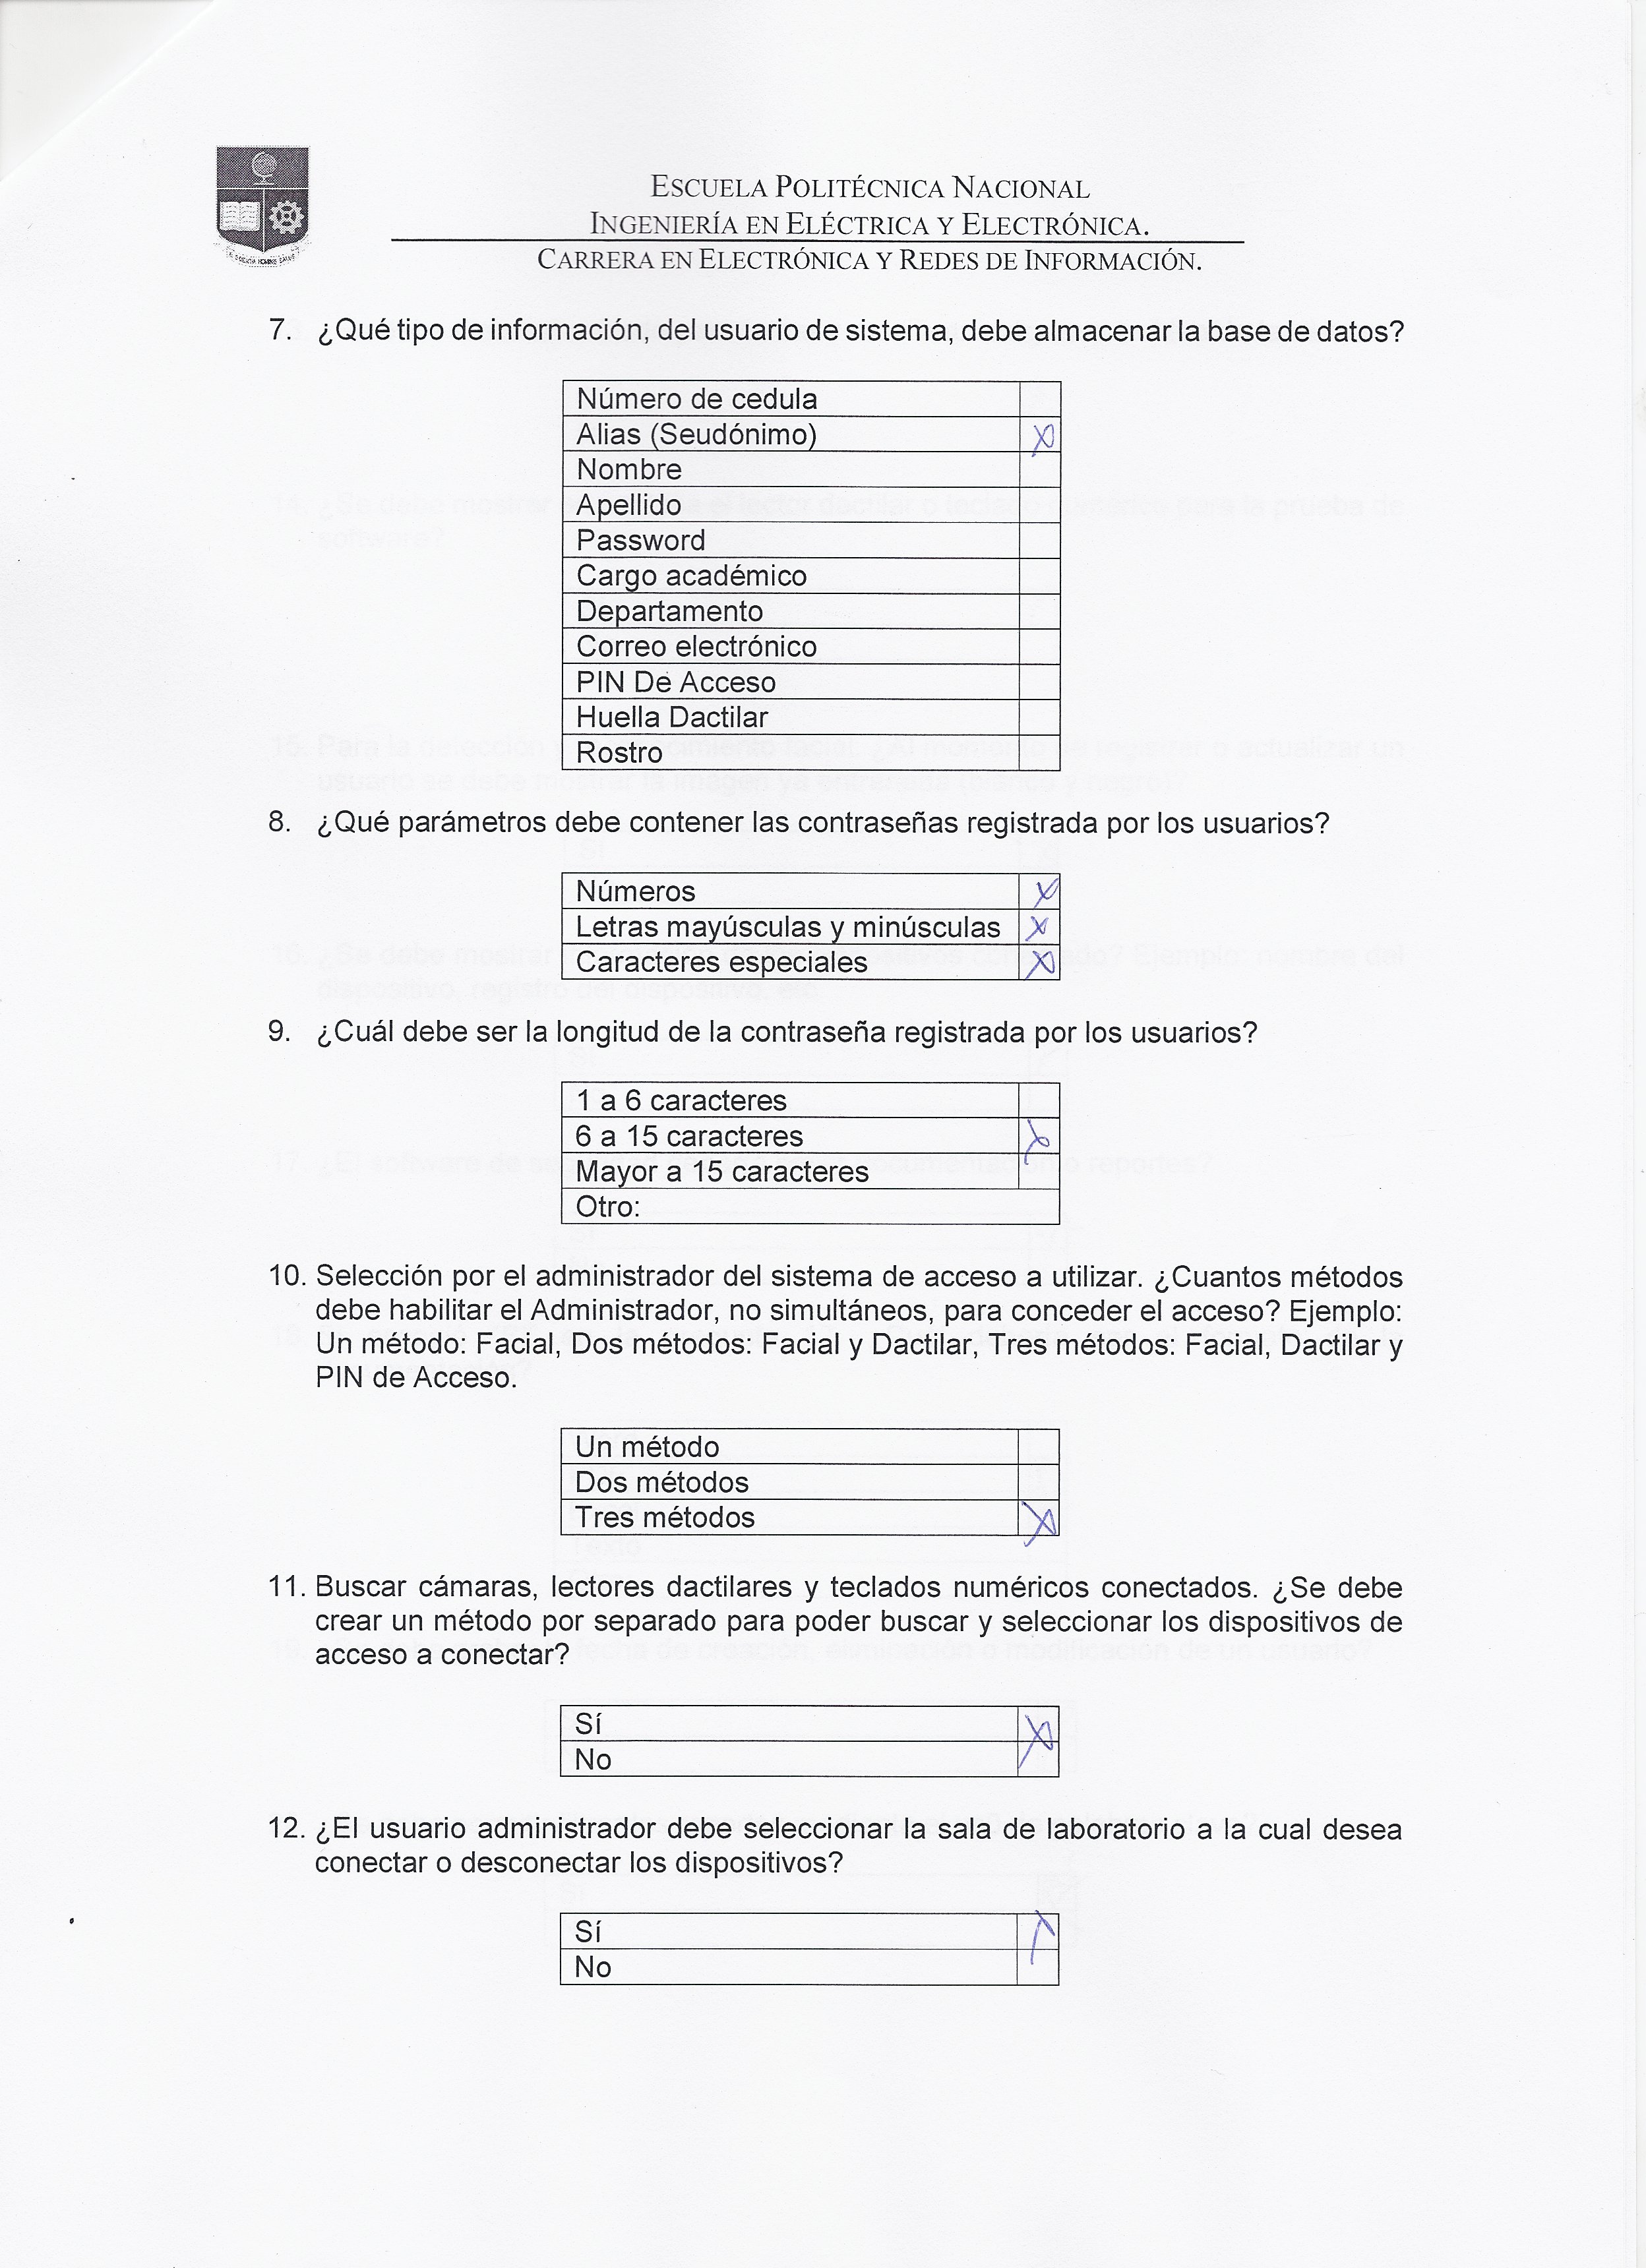 ESCUELA POLITÉCNICA NACIONAL
INGENIERÍA EN ELÉCTRICA Y ELECTRÓNICA.
CARRERA EN ELECTRÓNICA Y REDES DE INFORMACIÓN.
7. ¿Qué tipo de información, del usuario de sistema, debe almacenar la base de datos?
Número de cedula
Alias (Seudónimo) X
Nombre
Apellido
Password
Cargo académico
Departamento
Correo electrónico
PIN De Acceso
Huella Dactilar
Rostro
8. ¿Qué parámetros debe contener las contraseñas registrada por los usuarios?
Números X
Letras mayúsculas y minúsculas X
Caracteres especiales X
9. ¿Cuál debe ser la longitud de la contraseña registrada por los usuarios?
1 a 6 caracteres
6 a 15 caracteres X
Mayor a 15 caracteres
Otro:
10. Selección por el administrador del sistema de acceso a utilizar. ¿Cuantos métodos
debe habilitar el Administrador, no simultáneos, para conceder el acceso? Ejemplo:
Un método: Facial, Dos métodos: Facial y Dactilar, Tres métodos: Facial, Dactilar y
PIN de Acceso.
Un método
Dos métodos
Tres métodos X
11. Buscar cámaras, lectores dactilares y teclados numéricos conectados. ¿Se debe
crear un método por separado para poder buscar y seleccionar los dispositivos de
acceso a conectar?
Sí X
No
12. ¿El usuario administrador debe seleccionar la sala de laboratorio a la cual desea
conectar o desconectar los dispositivos?
Sí X
No